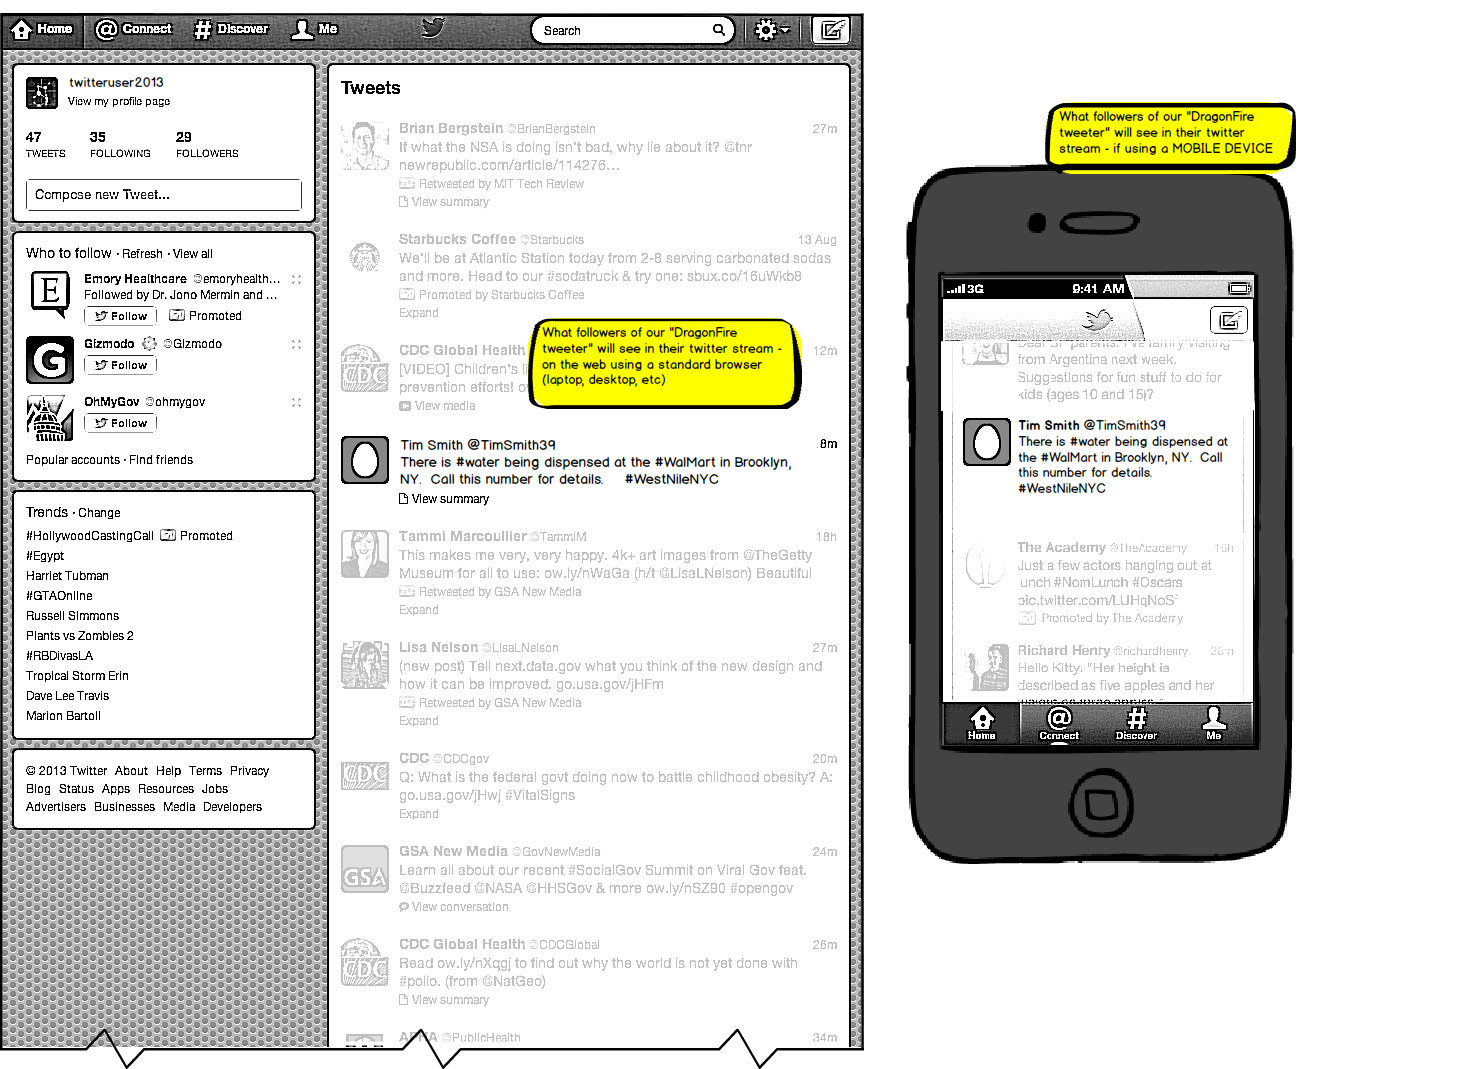 Home Connect Discover Me Search
twitteruser2013
View my profile page
47 35 29
TWEETS FOLLOWING FOLLOWERS
Compose new Tweet...
Who to follow · Refresh · View all
Emory Healthcare @emoryhealth...
Followed by Dr. Jono Mermin and ...
Follow Promoted
Gizmodo @Gizmodo
Follow
OhMyGov @ohmygov
Follow
Popular accounts · Find friends
Trends · Change
#HollywoodCastingCall Promoted
#Egypt
Harriet Tubman
#GTAOnline
Russell Simmons
Plants vs Zombies 2
#RBDivasLA
Tropical Storm Erin
Dave Lee Travis
Marion Bartoli
© 2013 Twitter About Help Terms Privacy
Blog Status Apps Resources Jobs
Advertisers Businesses Media Developers
Tweets
Brian Bergstein @BrianBergstein 27m
If what the NSA is doing isn't bad, why lie about it? @tnr
newrepublic.com/article/114276...
Retweeted by MIT Tech Review
View summary
Starbucks Coffee @Starbucks 13 Aug
We'll be at Atlantic Station today from 2-8 serving carbonated sodas
and more. Head to our #sodatruck & try one: sbux.co/16uWkb8
Promoted by Starbucks Coffee
Expand
CDC Global Health 12m
[VIDEO] Children's
prevention efforts!
View media
What followers of our "DragonFire
tweeter" will see in their twitter stream -
on the web using a standard browser
(laptop, desktop, etc)
Tim Smith @TimSmith39 8m
There is #water being dispensed at the #WalMart in Brooklyn,
NY. Call this number for details. #WestNileNYC
View summary
Tammi Marcoullier @TammiM 18h
This makes me very, very happy. 4k+ art images from @TheGetty
Museum for all to use: ow.ly/nWaGa (h/t @LisaLNelson) Beautiful
Retweeted by GSA New Media
Expand
Lisa Nelson @LisaLNelson 27m
(new post) Tell next.data.gov what you think of the new design and
how it can be improved. go.usa.gov/jHFm
Retweeted by GSA New Media
Expand
CDC @CDCgov 20m
Q: What is the federal govt doing now to battle childhood obesity? A:
go.usa.gov/jHwj #VitalSigns
Expand
GSA New Media @GovNewMedia 24m
Learn all about our recent #SocialGov Summit on Viral Gov feat.
@Buzzfeed @NASA @HHSGov & more ow.ly/nSZ90 #opengov
View conversation
CDC Global Health @CDCGlobal 26m
Read ow.ly/nXqgj to find out why the world is not yet done with
#polio. (from @NatGeo)
View summary
APHA @PublicHealth 34m
What followers of our "DragonFire
tweeter" will see in their twitter
stream - if using a MOBILE DEVICE
3G 9:41 AM
Dear SF parents: I've family visiting
from Argentina next week.
Suggestions for fun stuff to do for
kids (ages 10 and 15)?
Tim Smith @TimSmith39
There is #water being dispensed at
the #WalMart in Brooklyn, NY. Call
this number for details.
#WestNileNYC
The Academy @TheAcademy 16h
Just a few actors hanging out at
lunch #NomLunch #Oscars
pic.twitter.com/LUHqNoSf
Promoted by The Academy
Richard Henry @richardhenry 36m
Hello Kitty: "Her height is
described as five apples and her
Home Connect Discover Me